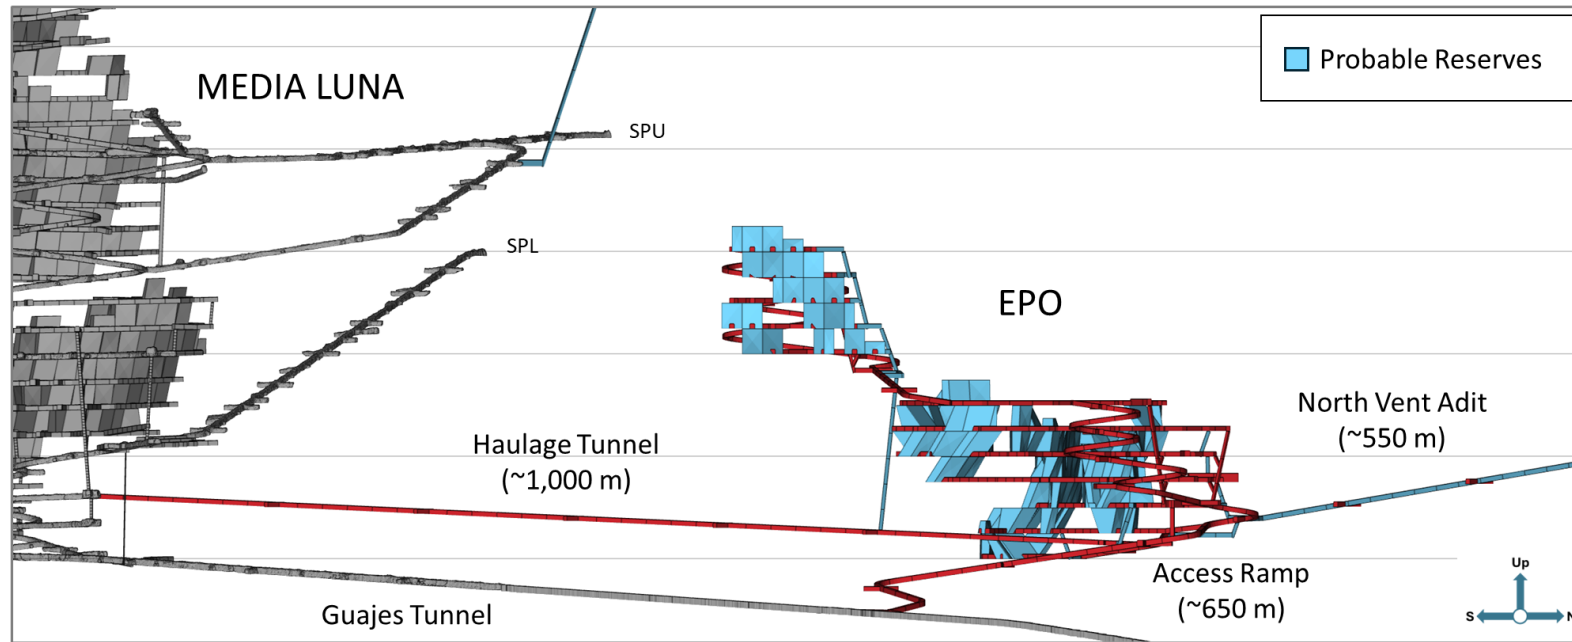 Probable Reserves
MEDIA LUNA
SPU
SPL
EPO
North Vent Adit
(~550 m)
Haulage Tunnel
(~1,000 m)
Access Ramp
(~650 m)
Guajes Tunnel
Up
S
N